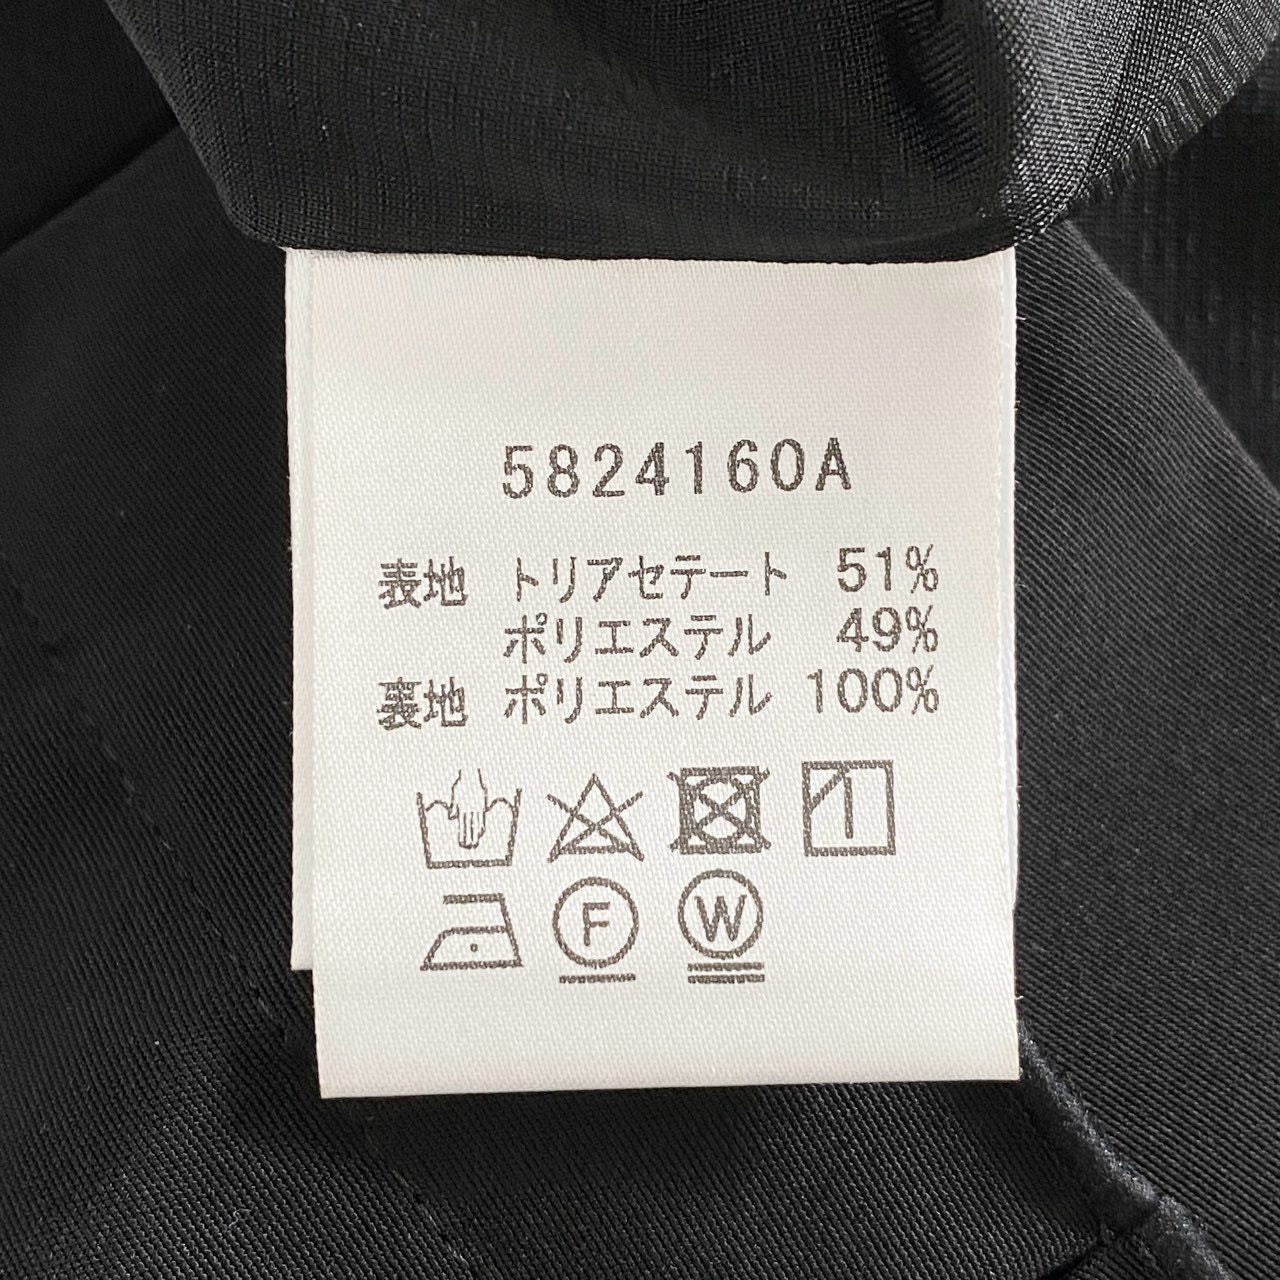 5824160A
表地 トリアセテート 51%
ポリエステル 49%
裏地 ポリエステル 100%
F W